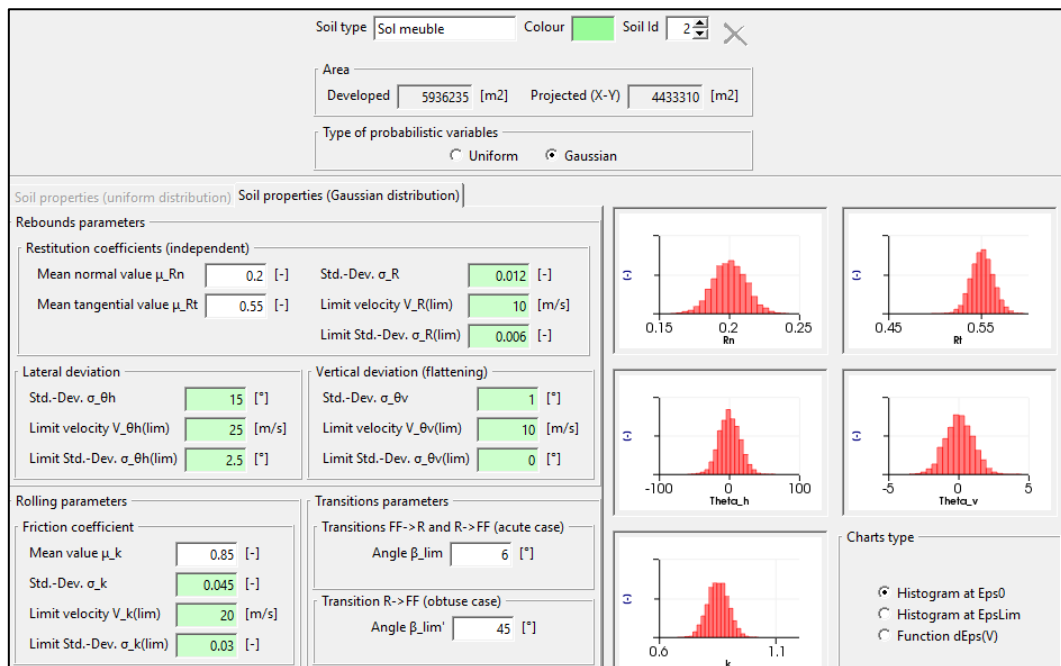 Soil type Sol meuble Colour Soil Id 2
Area
Developed 5936235 [m2] Projected (X-Y) 4433310 [m2]
Type of probabilistic variables
Uniform Gaussian
Soil properties (uniform distribution) Soil properties (Gaussian distribution)
Rebounds parameters
Restitution coefficients (independent)
Mean normal value μ_Rn 0.2 [-] Std.-Dev. σ_R 0.012 [-]
Mean tangential value μ_Rt 0.55 [-] Limit velocity V_R(lim) 10 [m/s]
Limit Std.-Dev. σ_R(lim) 0.006 [-]
Lateral deviation
Std.-Dev. σ_θh 15 [°]
Limit velocity V_θh(lim) 25 [m/s]
Limit Std.-Dev. σ_θh(lim) 2.5 [°]
Vertical deviation (flattening)
Std.-Dev. σ_θv 1 [°]
Limit velocity V_θv(lim) 10 [m/s]
Limit Std.-Dev. σ_θv(lim) 0 [°]
Rolling parameters
Friction coefficient
Mean value μ_k 0.85 [-]
Std.-Dev. σ_k 0.045 [-]
Limit velocity V_k(lim) 20 [m/s]
Limit Std.-Dev. σ_k(lim) 0.03 [-]
Transitions parameters
Transitions FF->R and R->FF (acute case)
Angle β_lim 6 [°]
Transition R->FF (obtuse case)
Angle β_lim' 45 [°]
[-]
0.15 0.2 0.25
Rn
[-]
0.45 0.55
Rt
[-]
-100 0 100
Theta_h
[-]
-5 0 5
Theta_v
[-]
0.6 1.1
k
Charts type
Histogram at Eps0
Histogram at EpsLim
Function dEps(V)